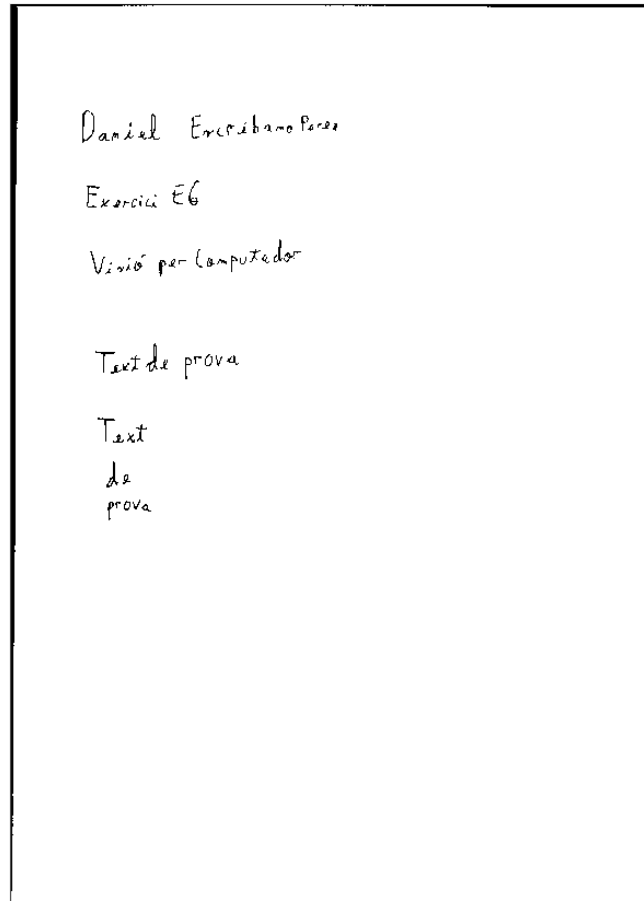 Daniel Escribano Perez
Exercici E6
Visió per Computador
Text de prova
Text
de
prova